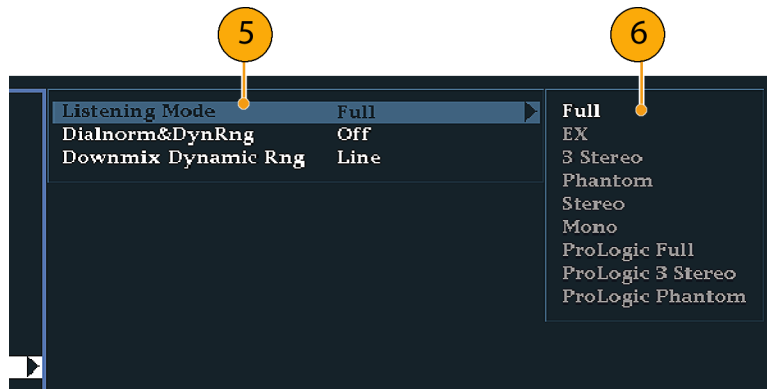 5
6
Listening Mode Full
Dialnorm&DynRng Off
Downmix Dynamic Rng Line
Full
EX
3 Stereo
Phantom
Stereo
Mono
ProLogic Full
ProLogic 3 Stereo
ProLogic Phantom